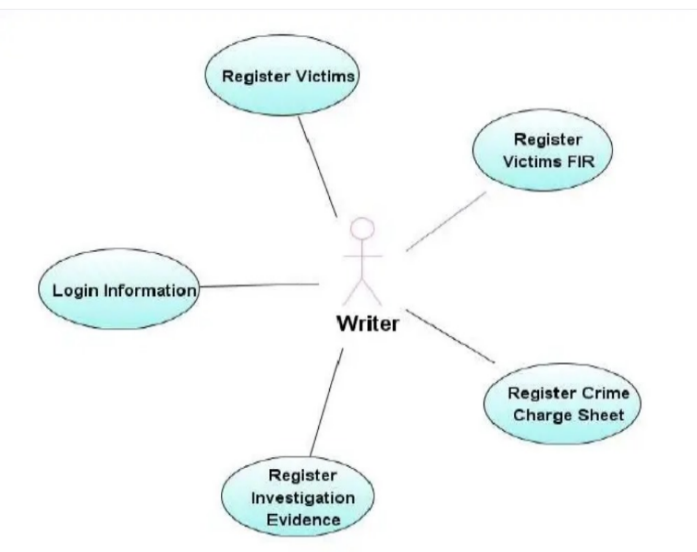 Register Victims
Register
Victims FIR
Login Information
Writer
Register Crime
Charge Sheet
Register
Investigation
Evidence